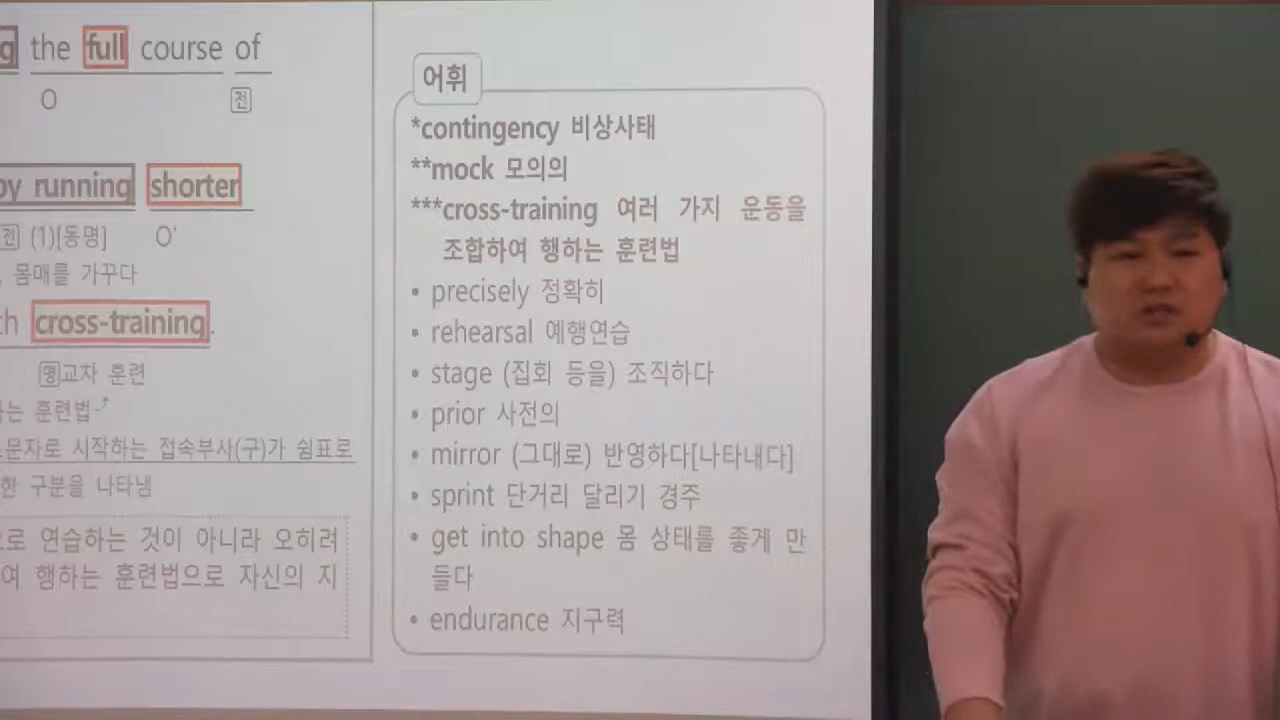 the full course of
O 전
by running shorter
전 (1)[동명] O'
몸매를 가꾸다
cross-training.
명 교차 훈련
는 훈련법
문자로 시작하는 접속부사(구)가 쉼표로
한 구분을 나타냄
로 연습하는 것이 아니라 오히려
여 행하는 훈련법으로 자신의 지
어휘
*contingency 비상사태
**mock 모의의
***cross-training 여러 가지 운동을
조합하여 행하는 훈련법
• precisely 정확히
• rehearsal 예행연습
• stage (집회 등을) 조직하다
• prior 사전의
• mirror (그대로) 반영하다[나타내다]
• sprint 단거리 달리기 경주
• get into shape 몸 상태를 좋게 만
들다
• endurance 지구력